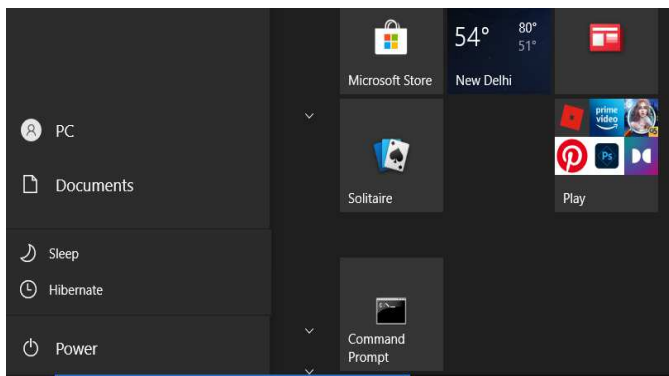 PC
Documents
Sleep
Hibernate
Power
Microsoft Store
54°
80°
51°
New Delhi
Solitaire
prime
video
Ps
Play
Command
Prompt